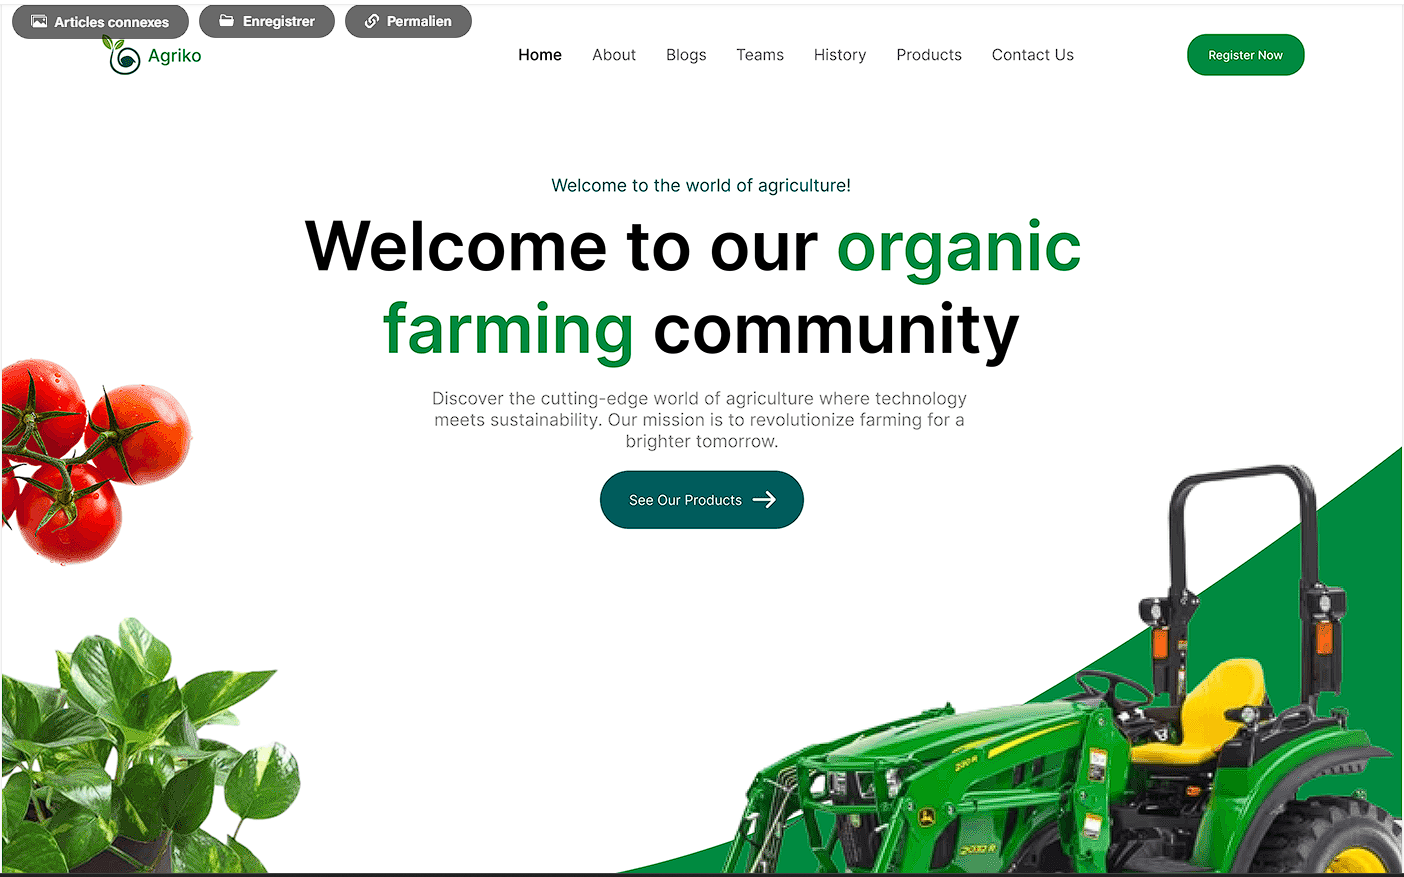 Articles connexes
Enregistrer
Permalien
Agriko
Home
About
Blogs
Teams
History
Products
Contact Us
Register Now
Welcome to the world of agriculture!
Welcome to our organic
farming community
Discover the cutting-edge world of agriculture where technology
meets sustainability. Our mission is to revolutionize farming for a
brighter tomorrow.
See Our Products
2032 R